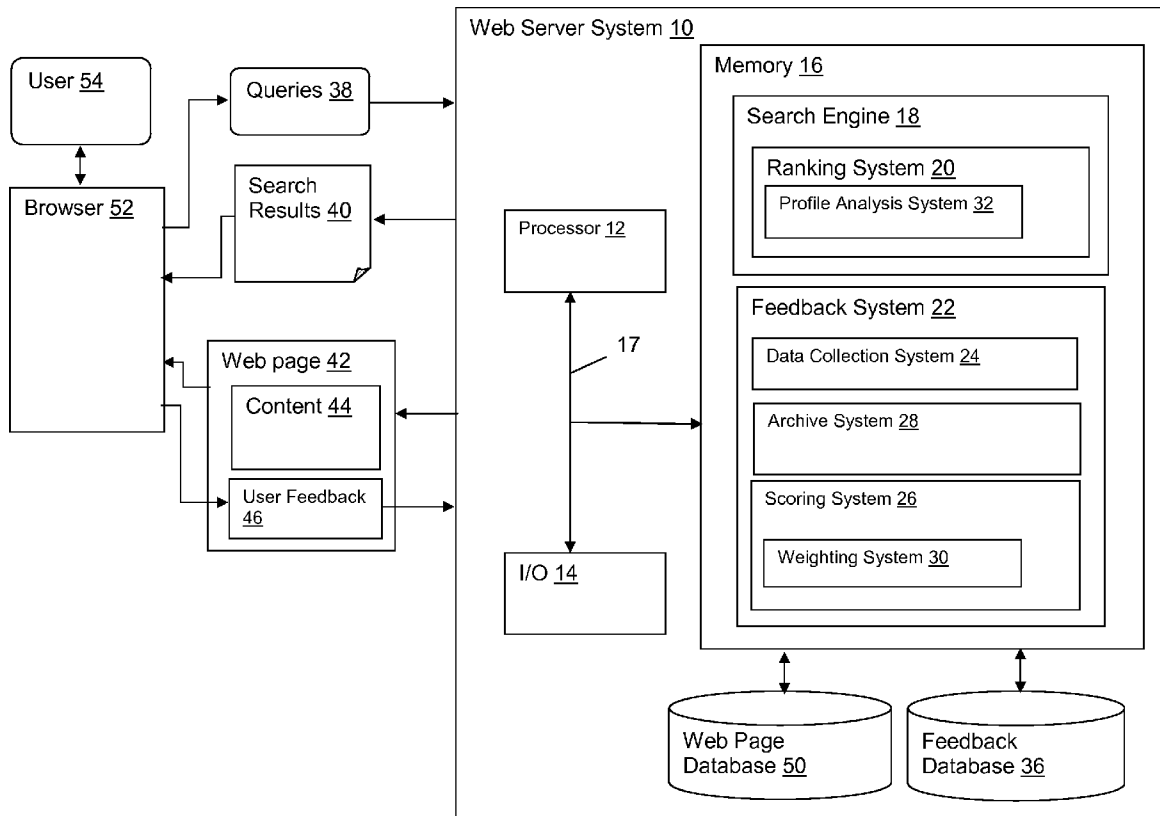 Web Server System 10
User 54
Queries 38
Browser 52
Search
Results 40
Web page 42
Content 44
User Feedback
46
Processor 12
17
I/O 14
Memory 16
Search Engine 18
Ranking System 20
Profile Analysis System 32
Feedback System 22
Data Collection System 24
Archive System 28
Scoring System 26
Weighting System 30
Web Page
Database 50
Feedback
Database 36